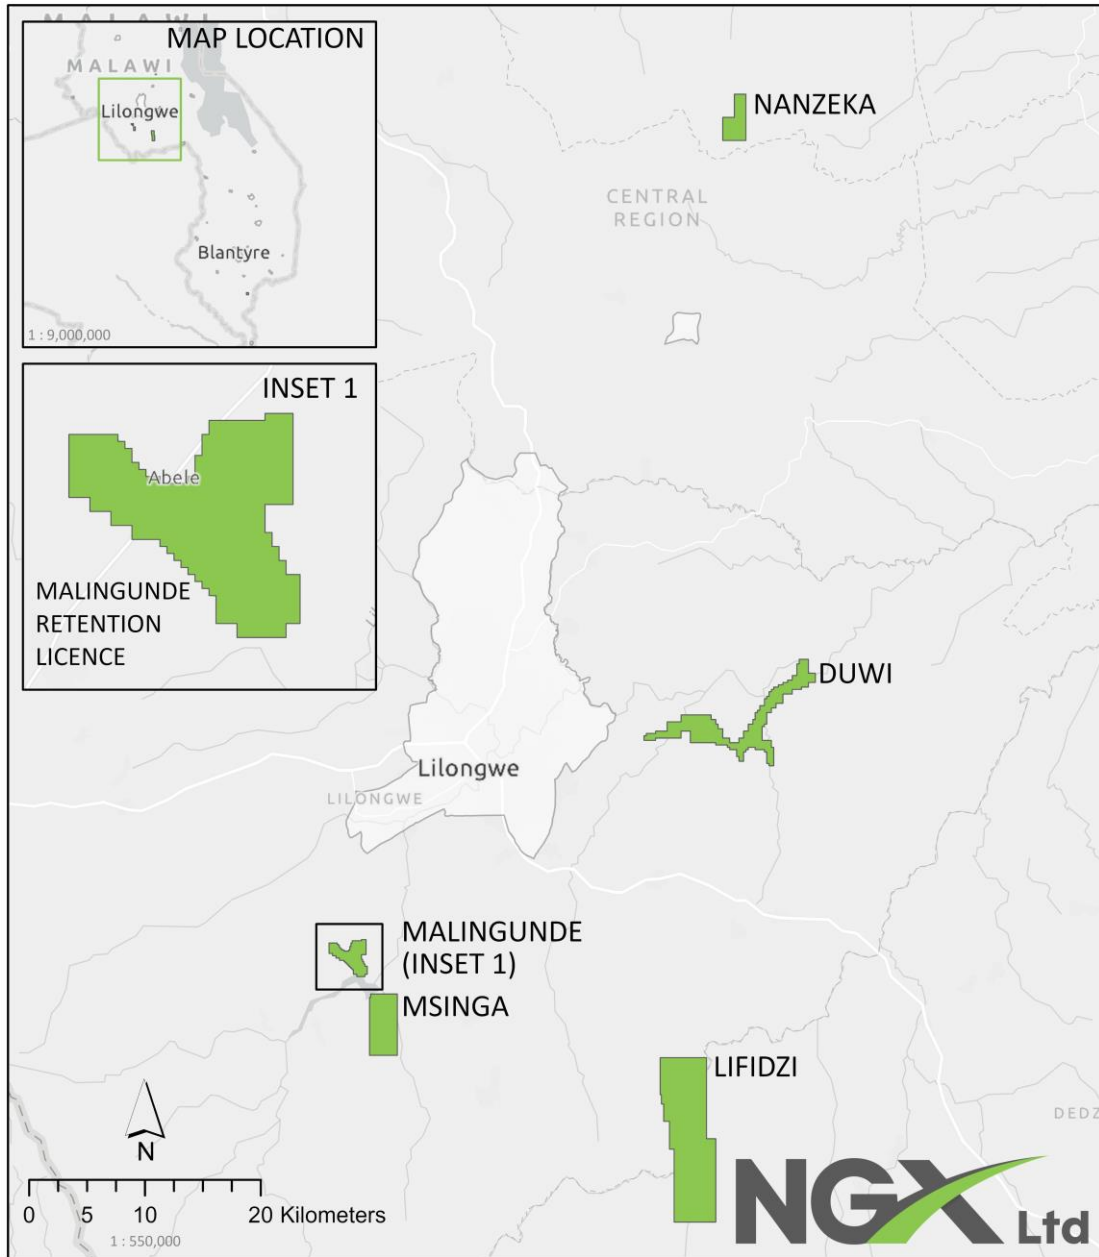 MALAWI
MAP LOCATION
MALAWI
Lilongwe
Blantyre
1 : 9,000,000
INSET 1
Abele
MALINGUNDE
RETENTION
LICENCE
NANZEKA
CENTRAL
REGION
DUWI
Lilongwe
LILONGWE
MALINGUNDE
(INSET 1)
MSINGA
LIFIDZI
DEDZ
N
0 5 10 20 Kilometers
1 : 550,000
NGX Ltd